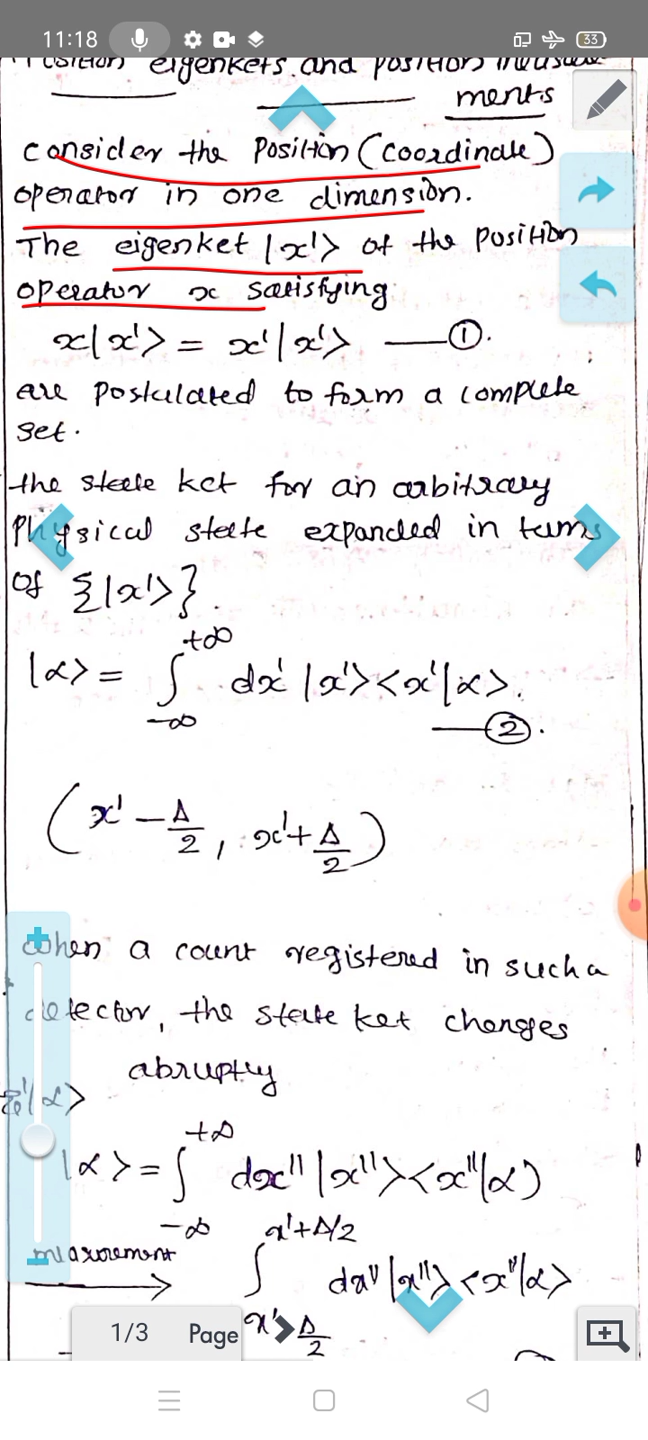 11:18
33
Position eigenkets and position measure
ments
Consider the Position (coordinate)
operator in one dimension.
The eigenket |x'> of the position
operator x satisfying
x|x'> = x'|x'> —①.
are postulated to form a complete
set.
the state ket for an arbitrary
Physical state expanded in terms
of {|x'>}.
|α> = ∫_{-∞}^{+∞} dx' |x'><x'|α>.
—②.
(x' - Δ/2, x' + Δ/2)
when a count registered in such a
detector, the state ket changes
abruptly
|α>
|α> = ∫_{-∞}^{+∞} dx'' |x''><x''|α)
measurement → ∫_{x'-Δ/2}^{x'+Δ/2} dx'' |x''><x''|α>
1/3 Page